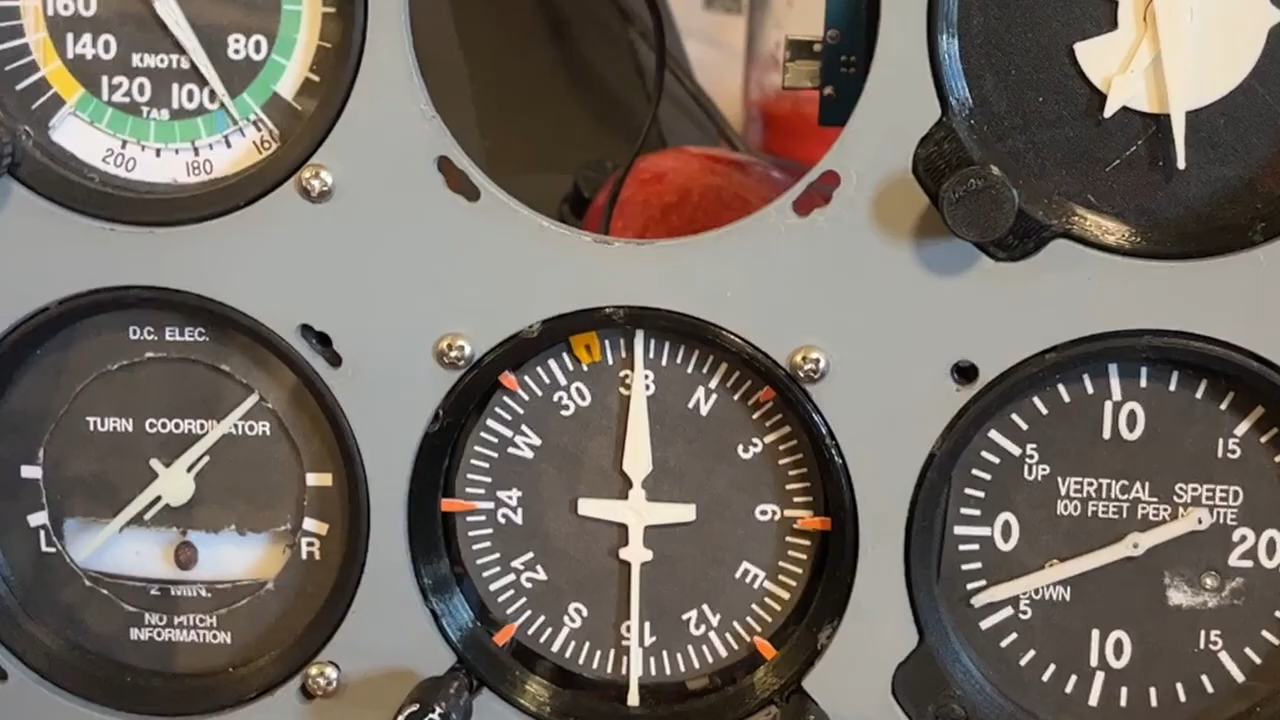 160
140
KNOTS
80
120
100
TAS
160
200
180
D.C. ELEC.
TURN COORDINATOR
L
R
2 MIN.
NO PITCH
INFORMATION
33
N
3
6
E
12
15
S
21
24
W
30
10
15
5
UP
VERTICAL SPEED
100 FEET PER MINUTE
0
20
DOWN
5
10
15